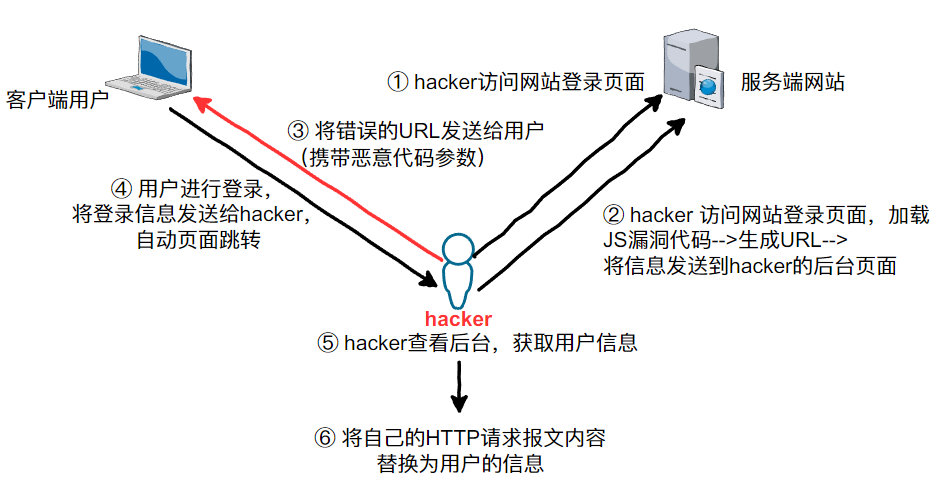 客户端用户
① hacker访问网站登录页面
服务端网站
③ 将错误的URL发送给用户
（携带恶意代码参数）
④ 用户进行登录，
将登录信息发送给hacker，
自动页面跳转
② hacker 访问网站登录页面，加载
JS漏洞代码-->生成URL-->
将信息发送到hacker的后台页面
hacker
⑤ hacker查看后台，获取用户信息
⑥ 将自己的HTTP请求报文内容
替换为用户的信息